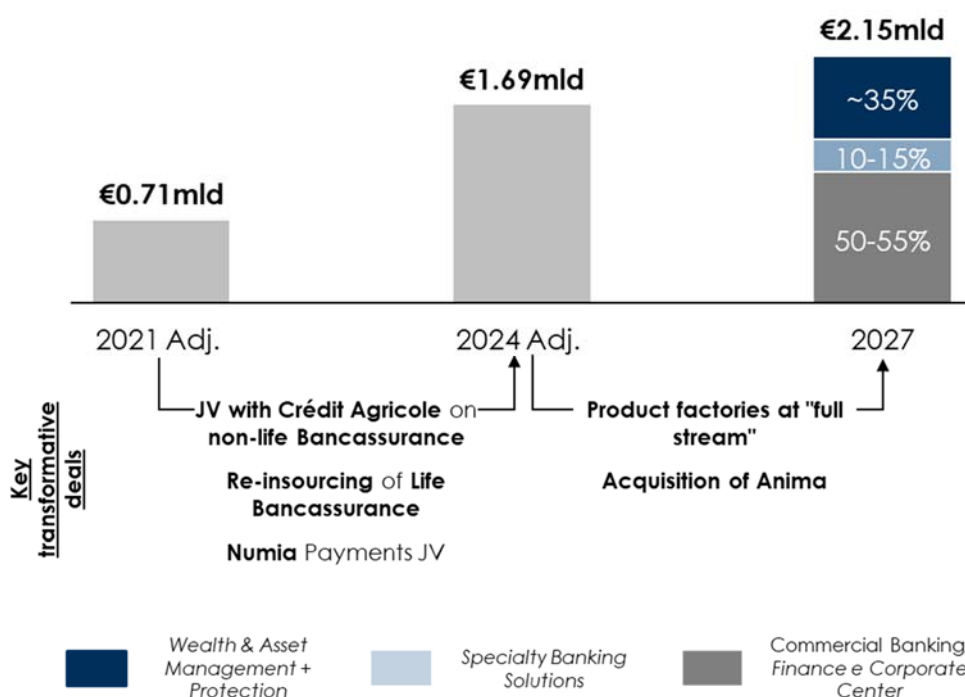 €2.15mld
€1.69mld
~35%
10-15%
€0.71mld
50-55%
2021 Adj.
2024 Adj.
2027
Key
transformative
deals
JV with Crédit Agricole on
non-life Bancassurance
Re-insourcing of Life
Bancassurance
Numia Payments JV
Product factories at "full
stream"
Acquisition of Anima
Wealth & Asset
Management +
Protection
Specialty Banking
Solutions
Commercial Banking
Finance e Corporate
Center